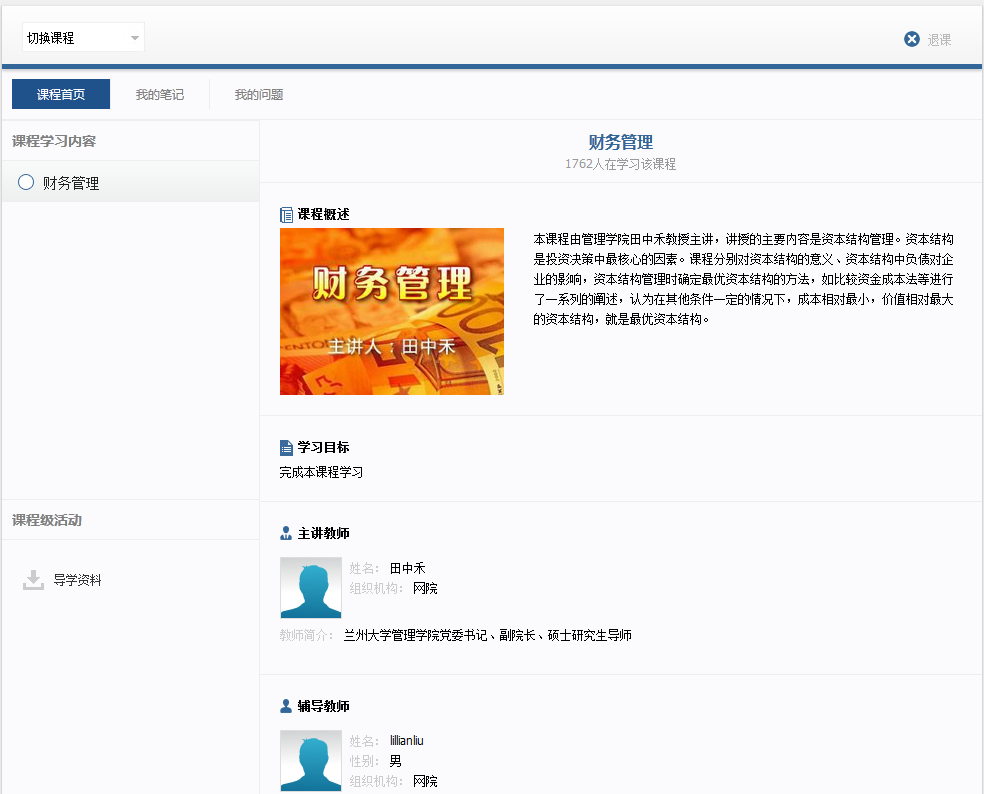 切换课程
退课
课程首页
我的笔记
我的问题
课程学习内容
财务管理
课程级活动
导学资料
财务管理
1762人在学习该课程
课程概述
财务管理
主讲人：田中禾
本课程由管理学院田中禾教授主讲，讲授的主要内容是资本结构管理。资本结构
是投资决策中最核心的因素。课程分别对资本结构的意义、资本结构中负债对企
业的影响，资本结构管理时确定最优资本结构的方法，如比较资金成本法等进行
了一系列的阐述，认为在其他条件一定的情况下，成本相对最小，价值相对最大
的资本结构，就是最优资本结构。
学习目标
完成本课程学习
主讲教师
姓名： 田中禾
组织机构： 网院
教师简介： 兰州大学管理学院党委书记、副院长、硕士研究生导师
辅导教师
姓名： lillianliu
性别： 男
组织机构： 网院